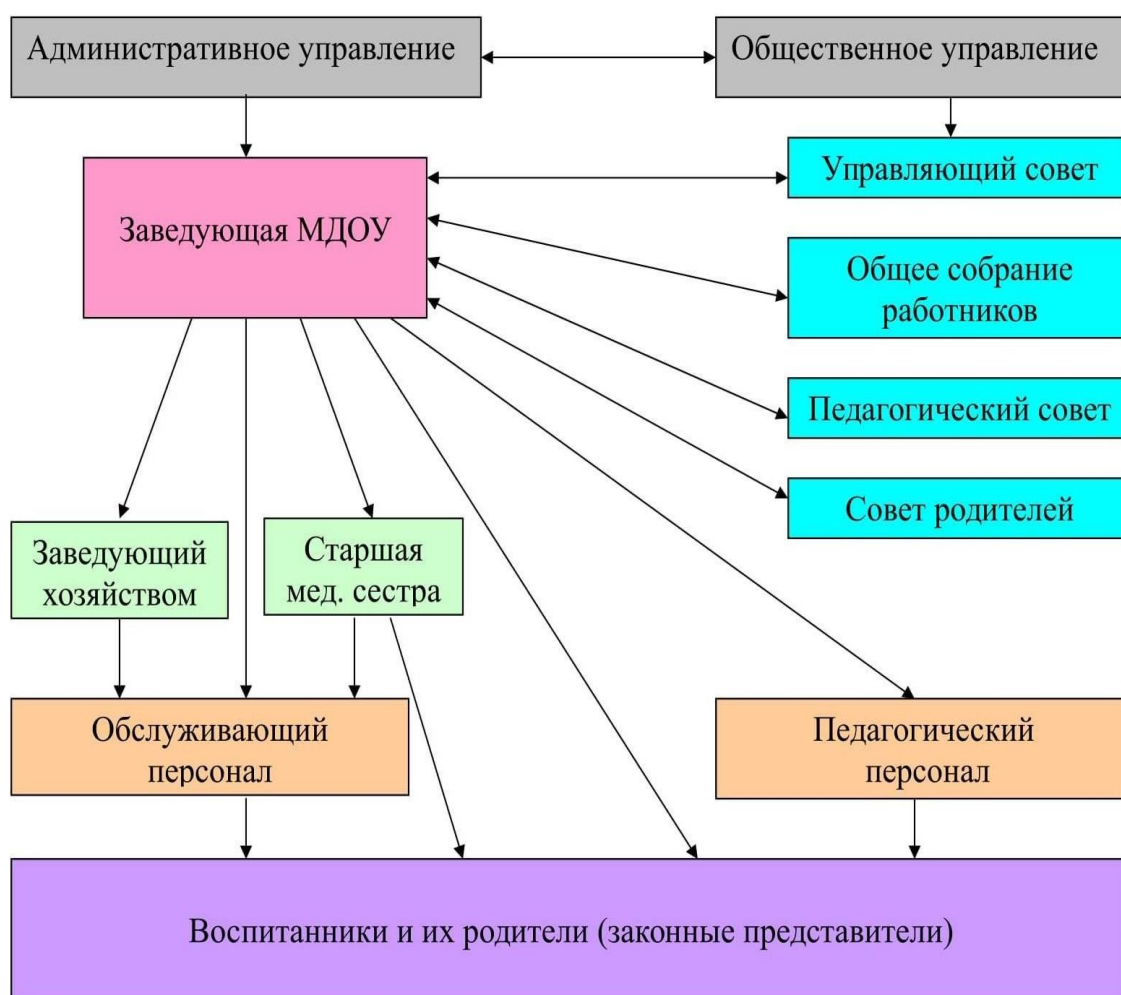 Административное управление
Общественное управление
Управляющий совет
Заведующая МДОУ
Общее собрание
работников
Педагогический совет
Совет родителей
Заведующий
хозяйством
Старшая
мед. сестра
Обслуживающий
персонал
Педагогический
персонал
Воспитанники и их родители (законные представители)